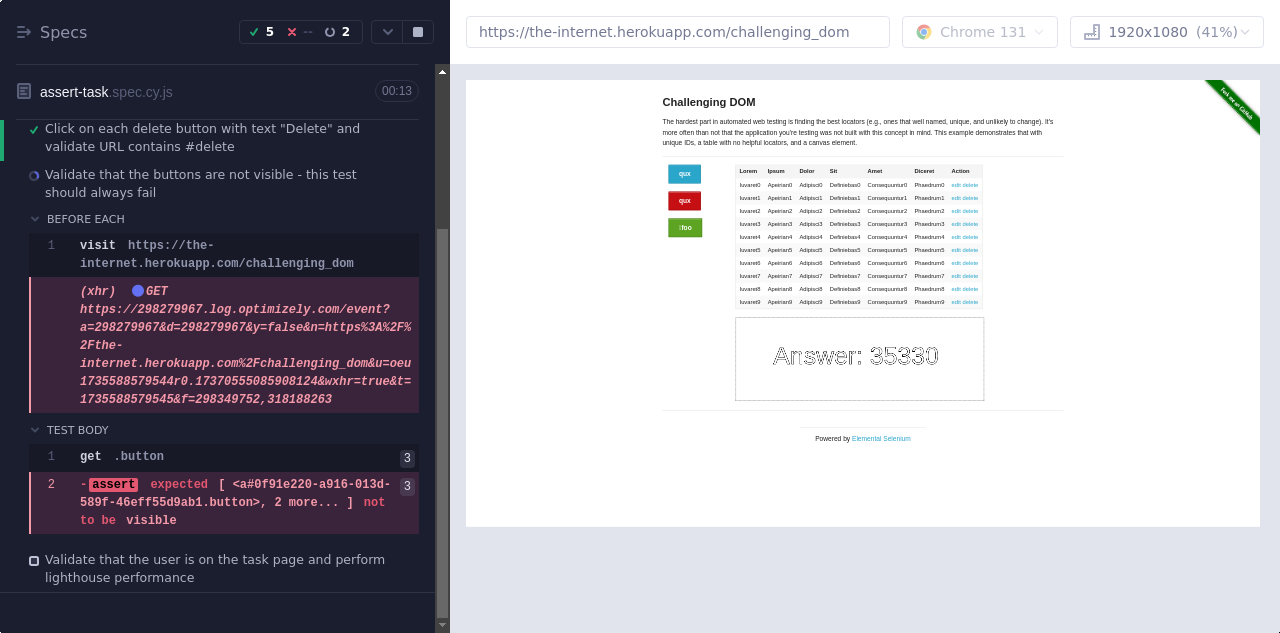 Specs
5 -- 2
assert-task.spec.cy.js
00:13
Click on each delete button with text "Delete" and
validate URL contains #delete
Validate that the buttons are not visible - this test
should always fail
BEFORE EACH
1 visit https://the-
internet.herokuapp.com/challenging_dom
(xhr) GET
https://298279967.log.optimizely.com/event?
a=298279967&d=298279967&y=false&n=https%3A%2F%
2Fthe-
internet.herokuapp.com%2Fchallenging_dom&u=oeu
1735588579544r0.17370555085908124&wxhr=true&t=
1735588579545&f=298349752,318188263
TEST BODY
1 get .button 3
2 -assert expected [ <a#0f91e220-a916-013d- 3
589f-46eff55d9ab1.button>, 2 more... ] not
to be visible
Validate that the user is on the task page and perform
lighthouse performance
https://the-internet.herokuapp.com/challenging_dom
Chrome 131
1920x1080 (41%)
Fork me on GitHub
Challenging DOM
The hardest part in automated web testing is finding the best locators (e.g., ones that well named, unique, and unlikely to change). It's
more often than not that the application you're testing was not built with this concept in mind. This example demonstrates that with
unique IDs, a table with no helpful locators, and a canvas element.
qux
qux
foo
Lorem Ipsum Dolor Sit Amet Diceret Action
Iuvaret0 Apeirian0 Adipisci0 Definiebas0 Consequuntur0 Phaedrum0 edit delete
Iuvaret1 Apeirian1 Adipisci1 Definiebas1 Consequuntur1 Phaedrum1 edit delete
Iuvaret2 Apeirian2 Adipisci2 Definiebas2 Consequuntur2 Phaedrum2 edit delete
Iuvaret3 Apeirian3 Adipisci3 Definiebas3 Consequuntur3 Phaedrum3 edit delete
Iuvaret4 Apeirian4 Adipisci4 Definiebas4 Consequuntur4 Phaedrum4 edit delete
Iuvaret5 Apeirian5 Adipisci5 Definiebas5 Consequuntur5 Phaedrum5 edit delete
Iuvaret6 Apeirian6 Adipisci6 Definiebas6 Consequuntur6 Phaedrum6 edit delete
Iuvaret7 Apeirian7 Adipisci7 Definiebas7 Consequuntur7 Phaedrum7 edit delete
Iuvaret8 Apeirian8 Adipisci8 Definiebas8 Consequuntur8 Phaedrum8 edit delete
Iuvaret9 Apeirian9 Adipisci9 Definiebas9 Consequuntur9 Phaedrum9 edit delete
Answer: 35330
Powered by Elemental Selenium